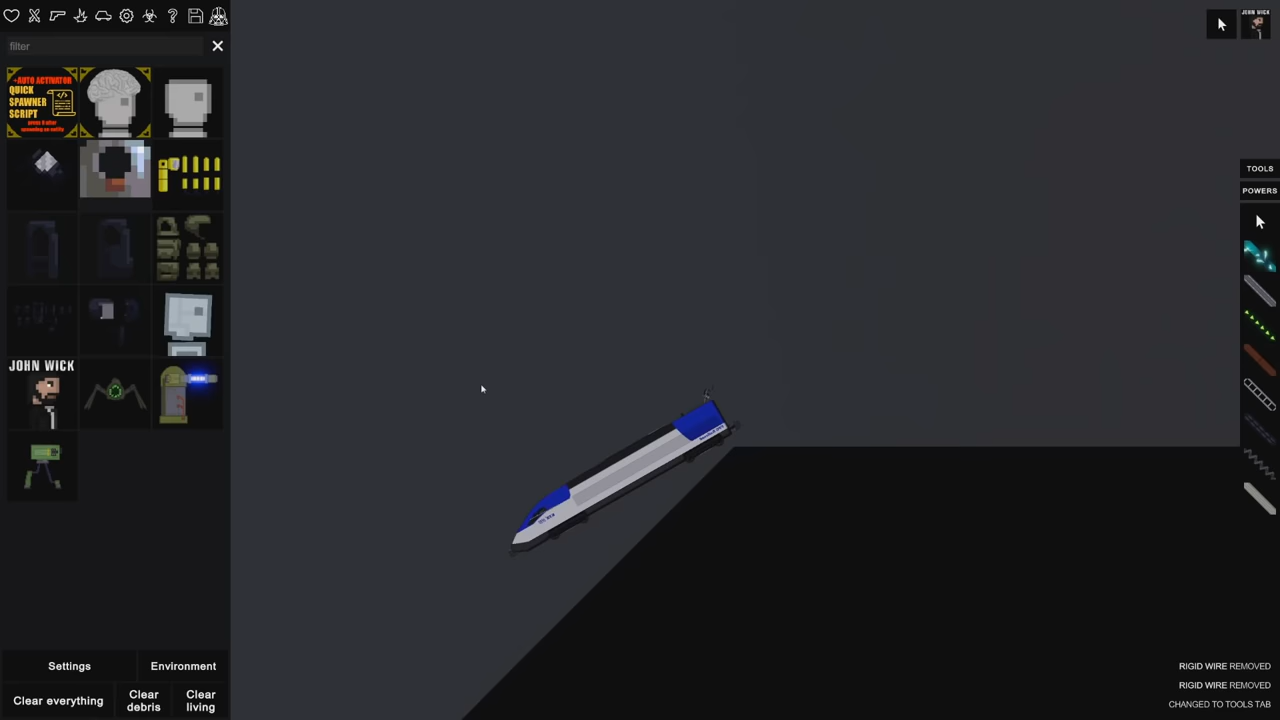 filter
+AUTO ACTIVATOR
QUICK
SPAWNER
SCRIPT
JOHN WICK
JOHN WICK
TOOLS
POWERS
Settings
Environment
Clear everything
Clear
debris
Clear
living
RIGID WIRE REMOVED
RIGID WIRE REMOVED
CHANGED TO TOOLS TAB